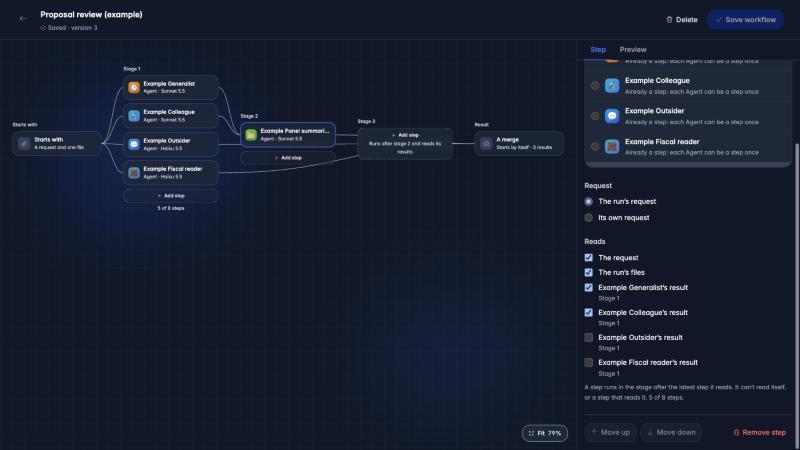 Proposal review (example)
Saved · version 3
Delete
Save workflow
Starts with
Starts with
A request and one file
Stage 1
Example Generalist
Agent · Sonnet 5.5
Example Colleague
Agent · Sonnet 5.5
Example Outsider
Agent · Haiku 5.5
Example Fiscal reader
Agent · Haiku 5.5
+ Add step
5 of 8 steps
Stage 2
Example Panel summari...
Agent · Sonnet 5.5
+ Add step
Stage 3
+ Add step
Runs after stage 2 and reads its
results
Result
A merge
Starts by itself · 3 results
Fit 79%
Step
Preview
Already a step: each Agent can be a step once
Example Colleague
Already a step: each Agent can be a step once
Example Outsider
Already a step: each Agent can be a step once
Example Fiscal reader
Already a step: each Agent can be a step once
Request
The run's request
Its own request
Reads
The request
The run's files
Example Generalist's result
Stage 1
Example Colleague's result
Stage 1
Example Outsider's result
Stage 1
Example Fiscal reader's result
Stage 1
A step runs in the stage after the latest step it reads. It can't read itself,
or a step that reads it. 5 of 8 steps.
Move up
Move down
Remove step